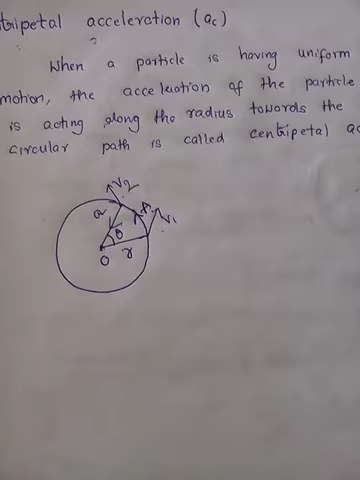 tripetal acceleration (ac)
When a particle is having uniform
motion, the acceleration of the particle
is acting along the radius towards the
circular path is called centripetal ac
V2
V1
a
θ
r
O